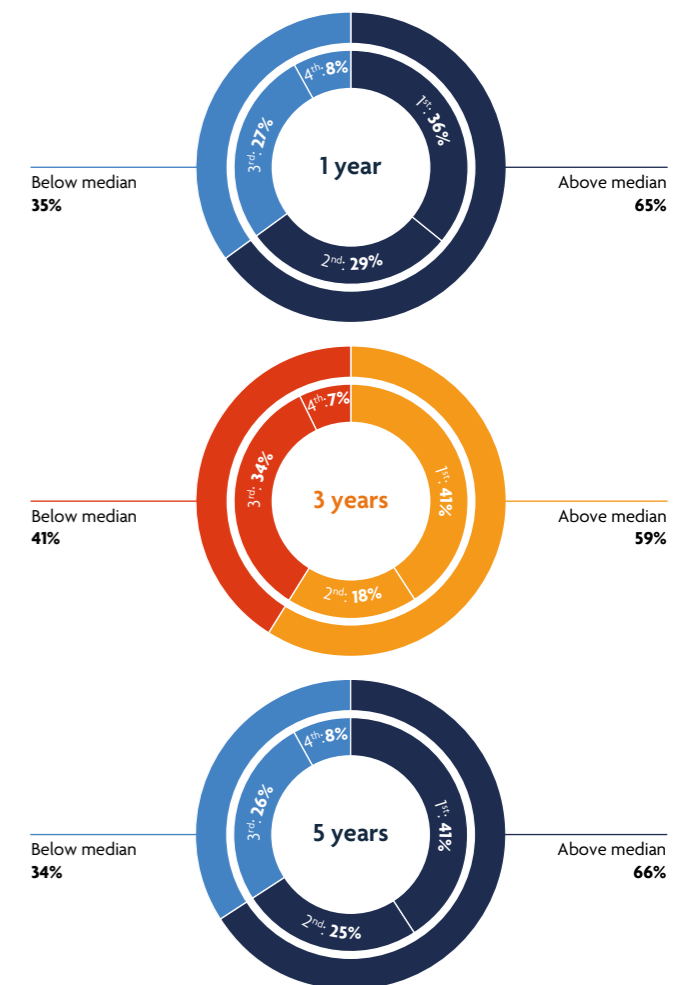 4th: 8%
1st: 36%
3rd: 27%
1 year
Below median
35%
Above median
65%
2nd: 29%
4th: 7%
1st: 41%
3rd: 34%
3 years
Below median
41%
Above median
59%
2nd: 18%
4th: 8%
1st: 41%
3rd: 26%
5 years
Below median
34%
Above median
66%
2nd: 25%